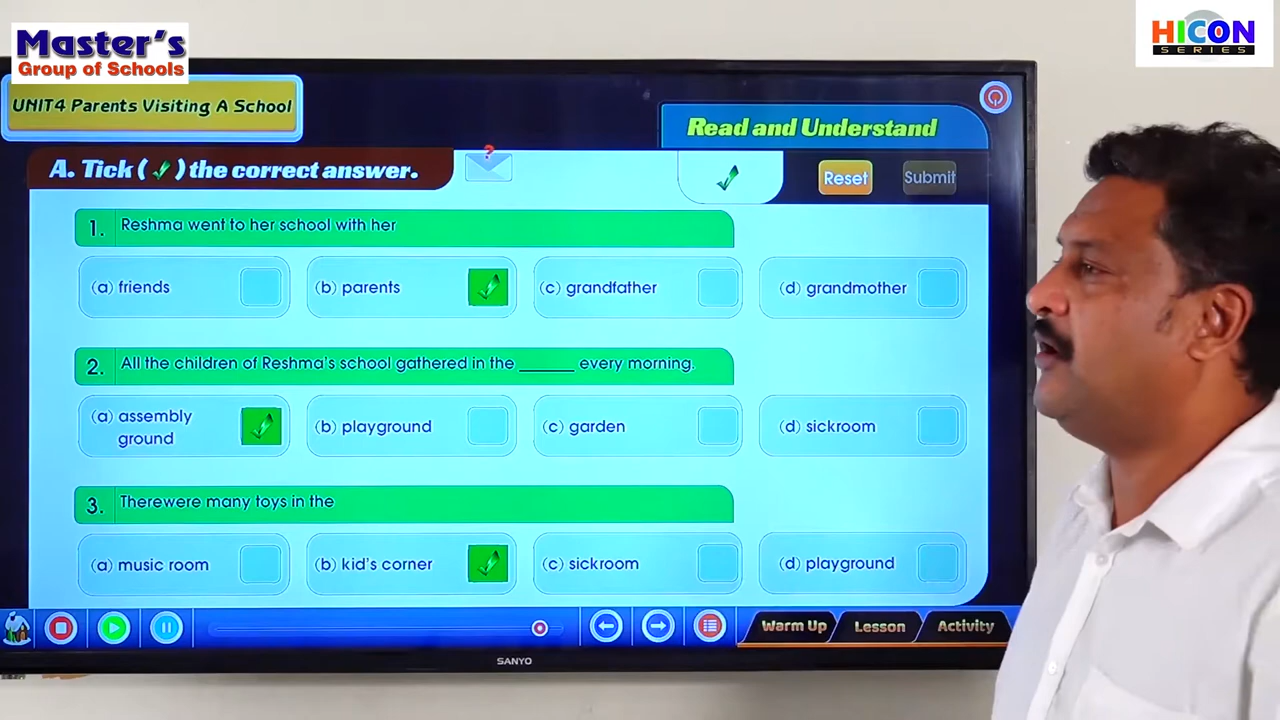 Master's
Group of Schools
HICON
SERIES
UNIT4 Parents Visiting A School
Read and Understand
A. Tick (✓) the correct answer.
?
Reset
Submit
1. Reshma went to her school with her
(a) friends
(b) parents
(c) grandfather
(d) grandmother
2. All the children of Reshma's school gathered in the ______ every morning.
(a) assembly
ground
(b) playground
(c) garden
(d) sickroom
3. Therewere many toys in the
(a) music room
(b) kid's corner
(c) sickroom
(d) playground
Warm Up
Lesson
Activity
SANYO